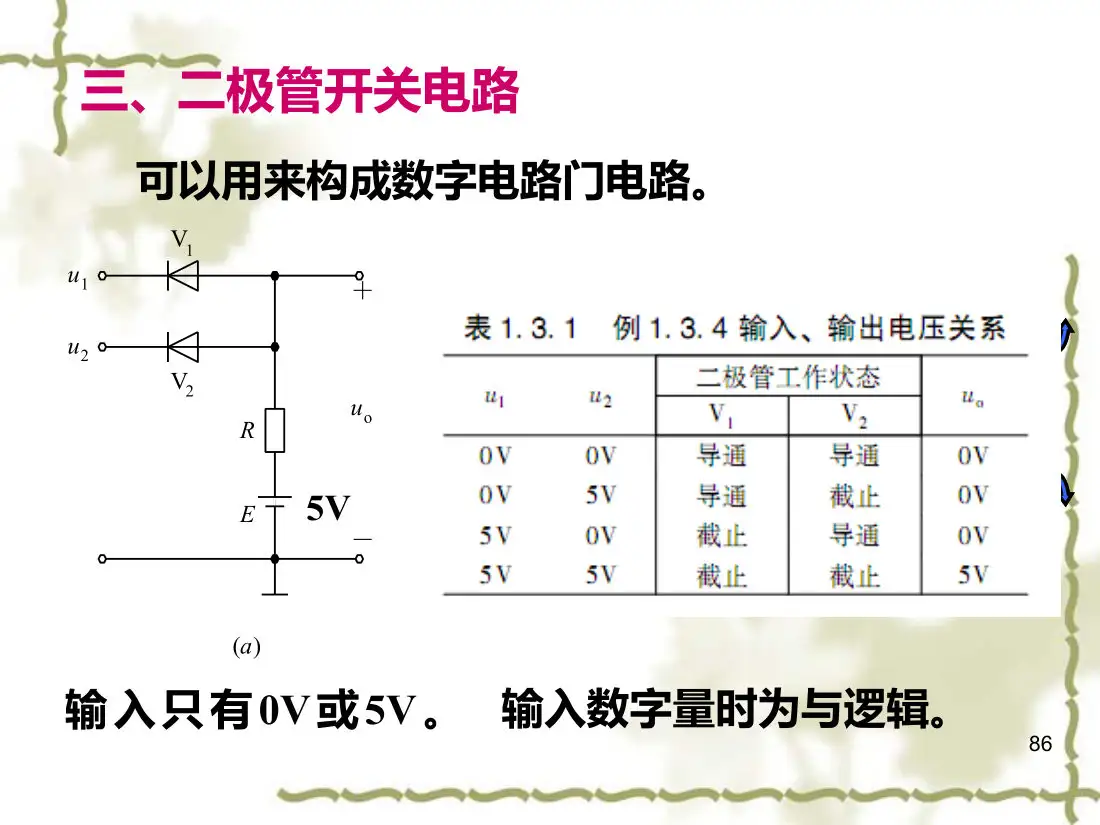 三、二极管开关电路
可以用来构成数字电路门电路。
V1
u1
+
u2
V2
uo
R
E 5V
−
(a)
表1.3.1 例1.3.4输入、输出电压关系
u1 u2 二极管工作状态 uo
V1 V2
0V 0V 导通 导通 0V
0V 5V 导通 截止 0V
5V 0V 截止 导通 0V
5V 5V 截止 截止 5V
输入只有0V或5V。 输入数字量时为与逻辑。
86